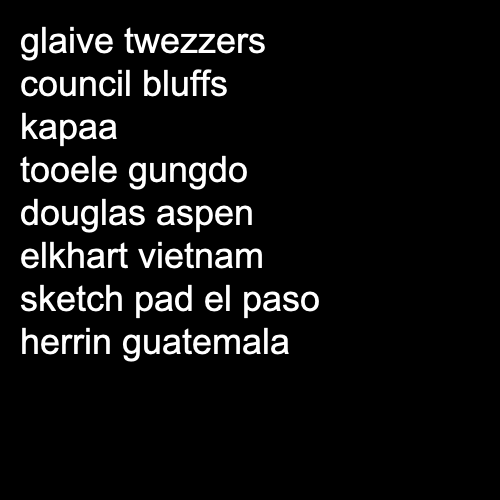 glaive twezzers
council bluffs
kapaa
tooele gungdo
douglas aspen
elkhart vietnam
sketch pad el paso
herrin guatemala